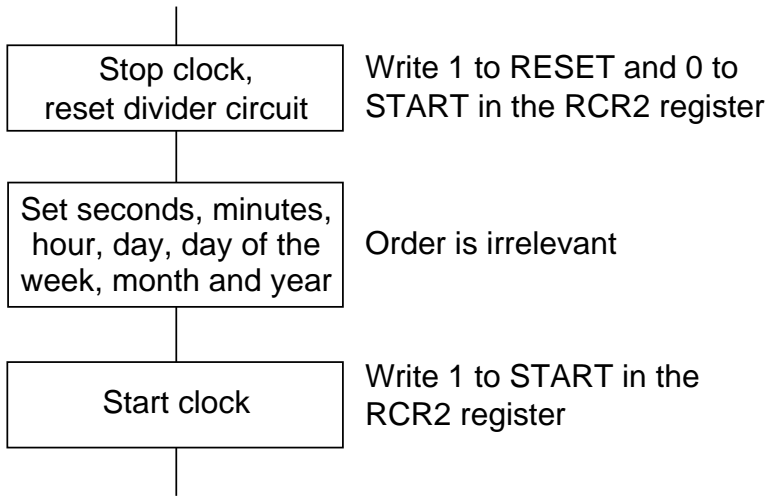 Stop clock,
reset divider circuit
Write 1 to RESET and 0 to
START in the RCR2 register
Set seconds, minutes,
hour, day, day of the
week, month and year
Order is irrelevant
Start clock
Write 1 to START in the
RCR2 register